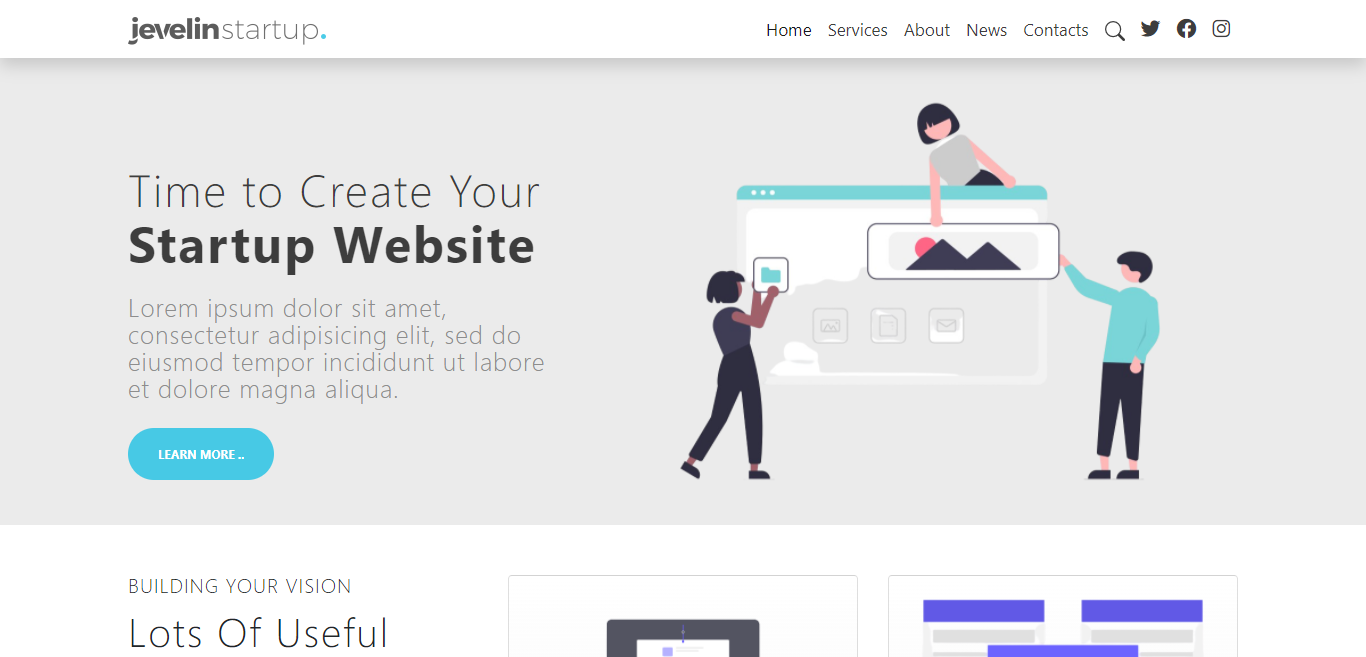 jevelinstartup.
Home Services About News Contacts
Time to Create Your
Startup Website
Lorem ipsum dolor sit amet,
consectetur adipisicing elit, sed do
eiusmod tempor incididunt ut labore
et dolore magna aliqua.
LEARN MORE ..
BUILDING YOUR VISION
Lots Of Useful